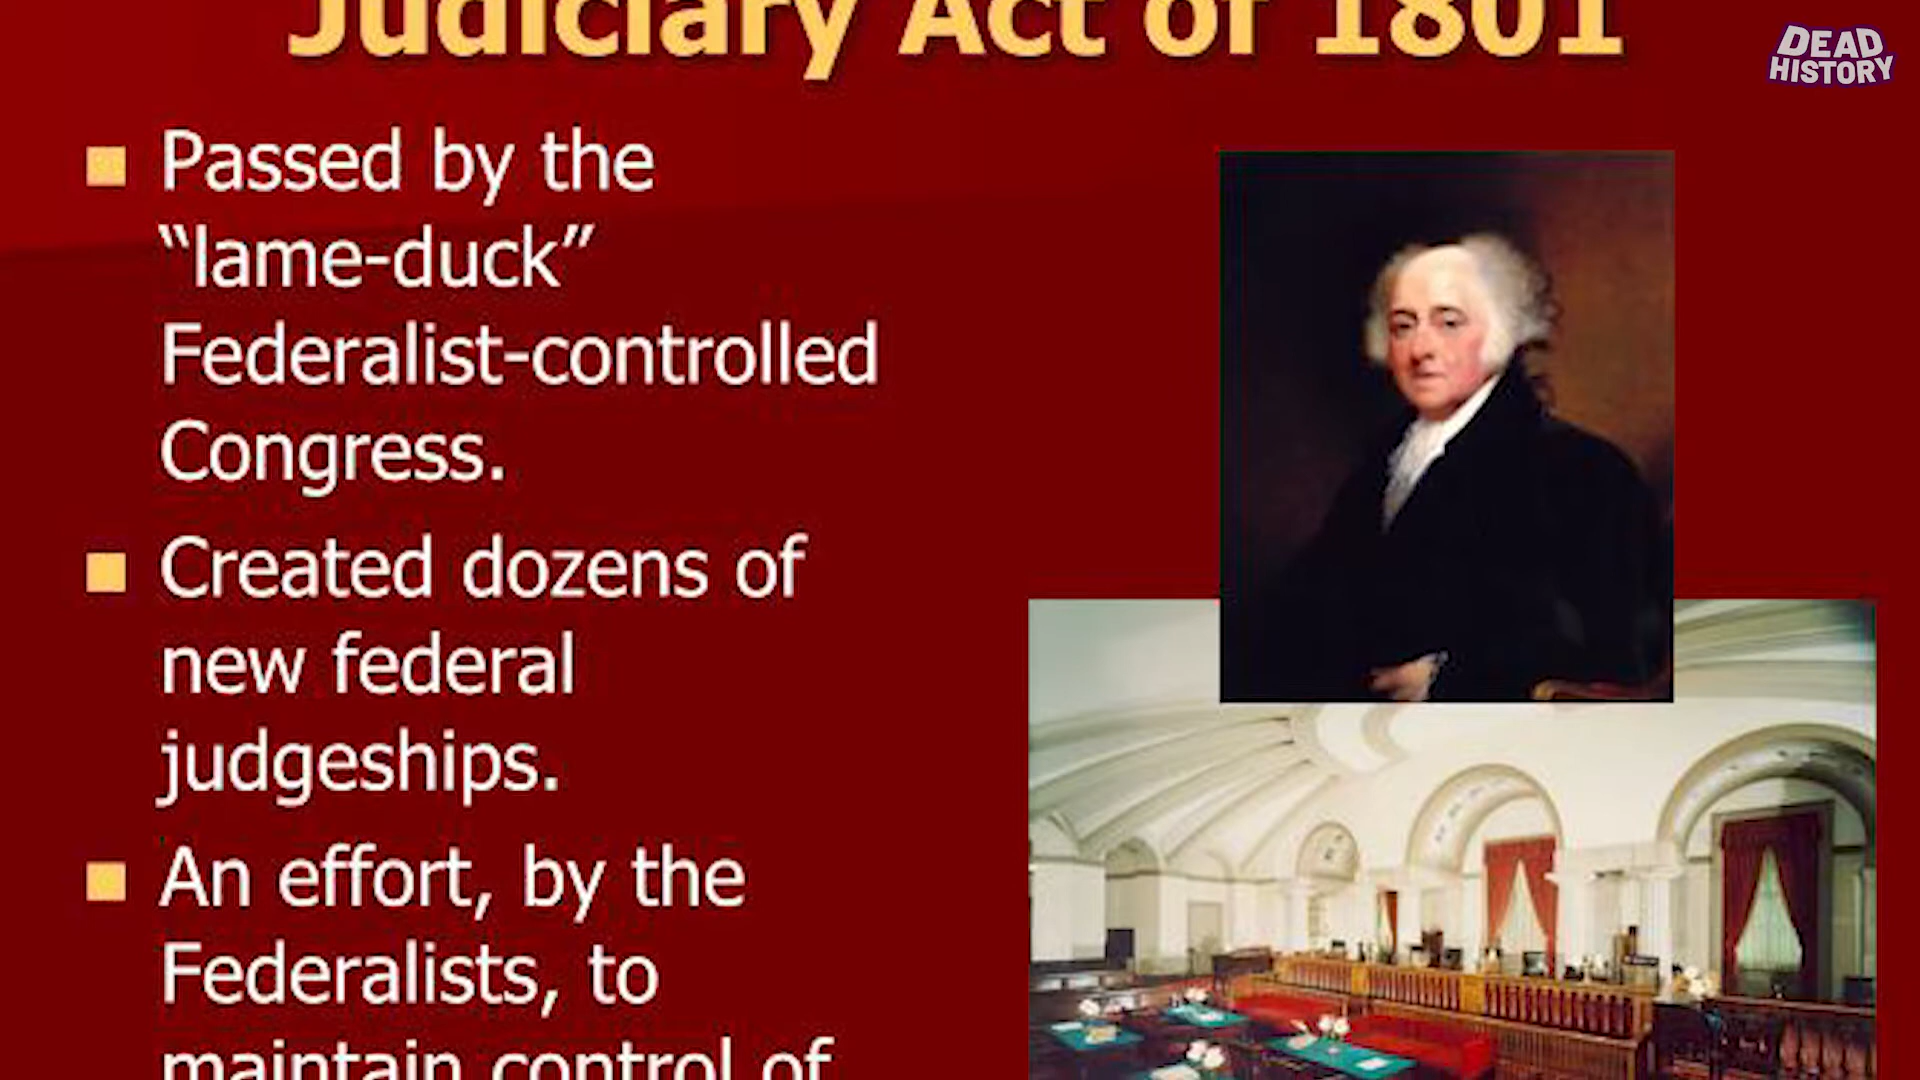 Judiciary Act of 1801
DEAD
HISTORY
Passed by the
“lame-duck”
Federalist-controlled
Congress.
Created dozens of
new federal
judgeships.
An effort, by the
Federalists, to
maintain control of